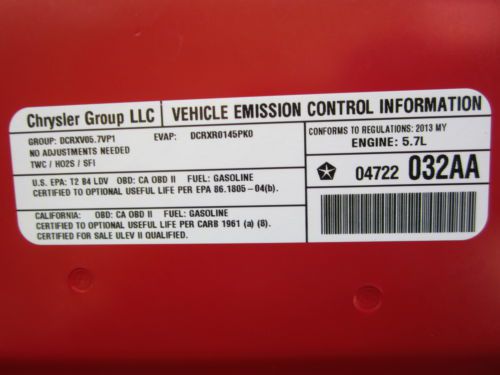 Chrysler Group LLC
VEHICLE EMISSION CONTROL INFORMATION
GROUP: DCRXV05.7VP1 EVAP: DCRXR0145PK0
NO ADJUSTMENTS NEEDED
TWC / HO2S / SFI
U.S. EPA: T2 B4 LDV OBD: CA OBD II FUEL: GASOLINE
CERTIFIED TO OPTIONAL USEFUL LIFE PER EPA 86.1805-04(b).
CALIFORNIA: OBD: CA OBD II FUEL: GASOLINE
CERTIFIED TO OPTIONAL USEFUL LIFE PER CARB 1961 (a) (8).
CERTIFIED FOR SALE ULEV II QUALIFIED.
CONFORMS TO REGULATIONS: 2013 MY
ENGINE: 5.7L
04722 032AA